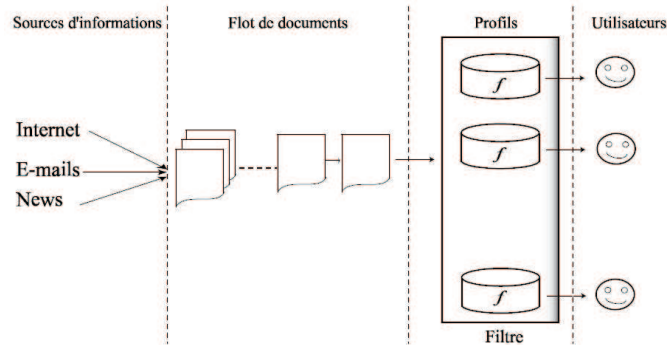 Sources d'informations
Flot de documents
Profils
Utilisateurs
Internet
E-mails
News
f
f
f
Filtre